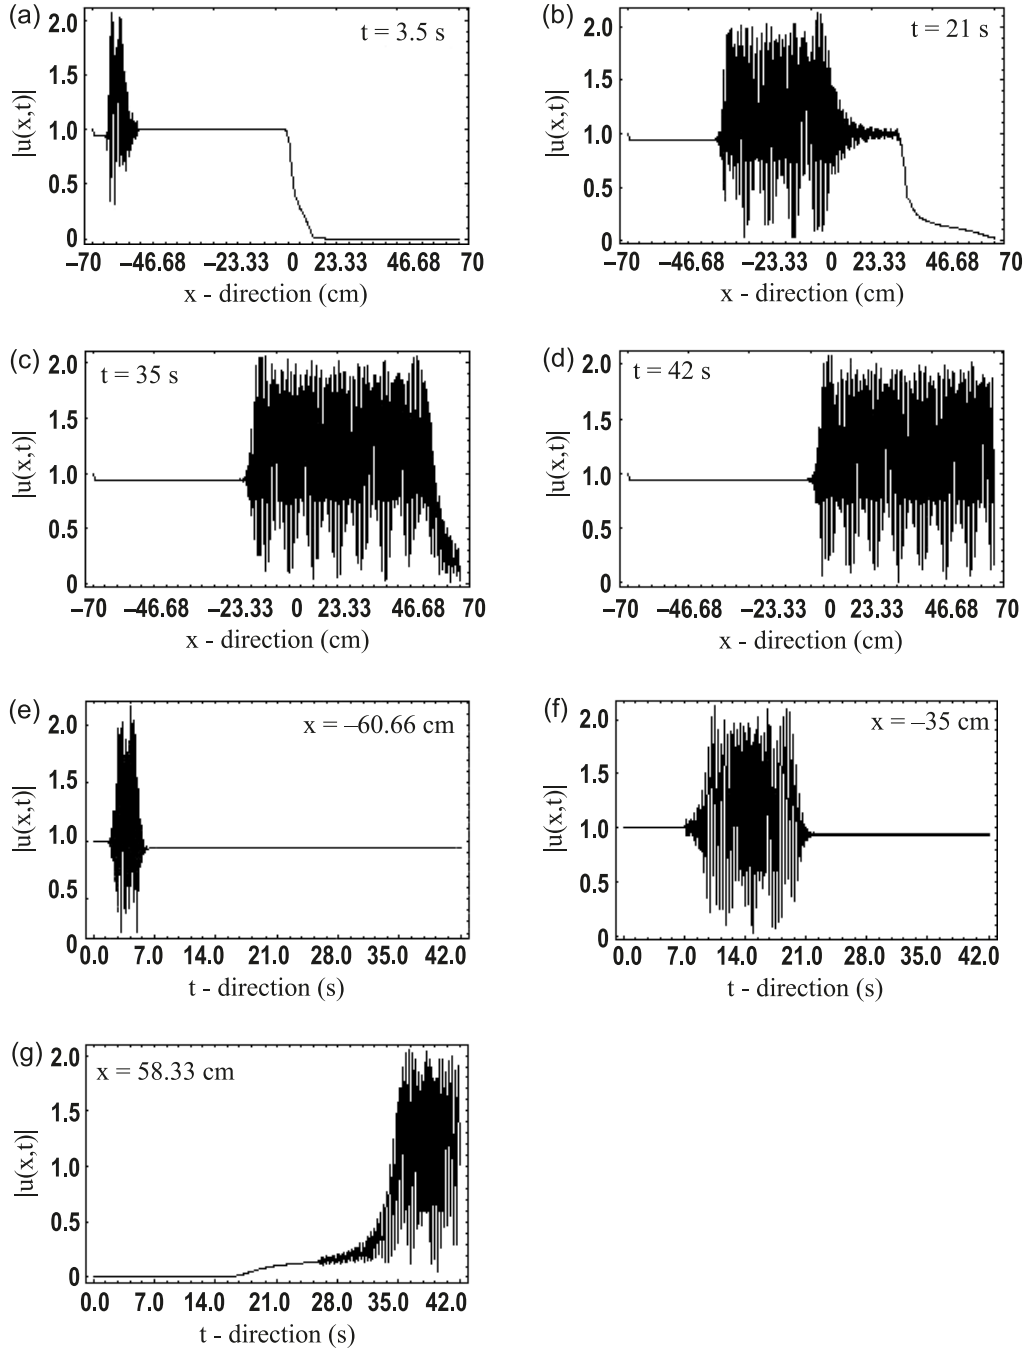 (a)
t = 3.5 s
|u(x,t)|
2.0
1.5
1.0
0.5
0
−70 −46.68 −23.33 0 23.33 46.68 70
x - direction (cm)
(b)
t = 21 s
|u(x,t)|
2.0
1.5
1.0
0.5
0
−70 −46.68 −23.33 0 23.33 46.68 70
x - direction (cm)
(c)
t = 35 s
|u(x,t)|
2.0
1.5
1.0
0.5
0
−70 −46.68 −23.33 0 23.33 46.68 70
x - direction (cm)
(d)
t = 42 s
|u(x,t)|
2.0
1.5
1.0
0.5
0
−70 −46.68 −23.33 0 23.33 46.68 70
x - direction (cm)
(e)
x = −60.66 cm
|u(x,t)|
2.0
1.5
1.0
0.5
0
0.0 7.0 14.0 21.0 28.0 35.0 42.0
t - direction (s)
(f)
x = −35 cm
|u(x,t)|
2.0
1.5
1.0
0.5
0
0.0 7.0 14.0 21.0 28.0 35.0 42.0
t - direction (s)
(g)
x = 58.33 cm
|u(x,t)|
2.0
1.5
1.0
0.5
0
0.0 7.0 14.0 21.0 28.0 35.0 42.0
t - direction (s)